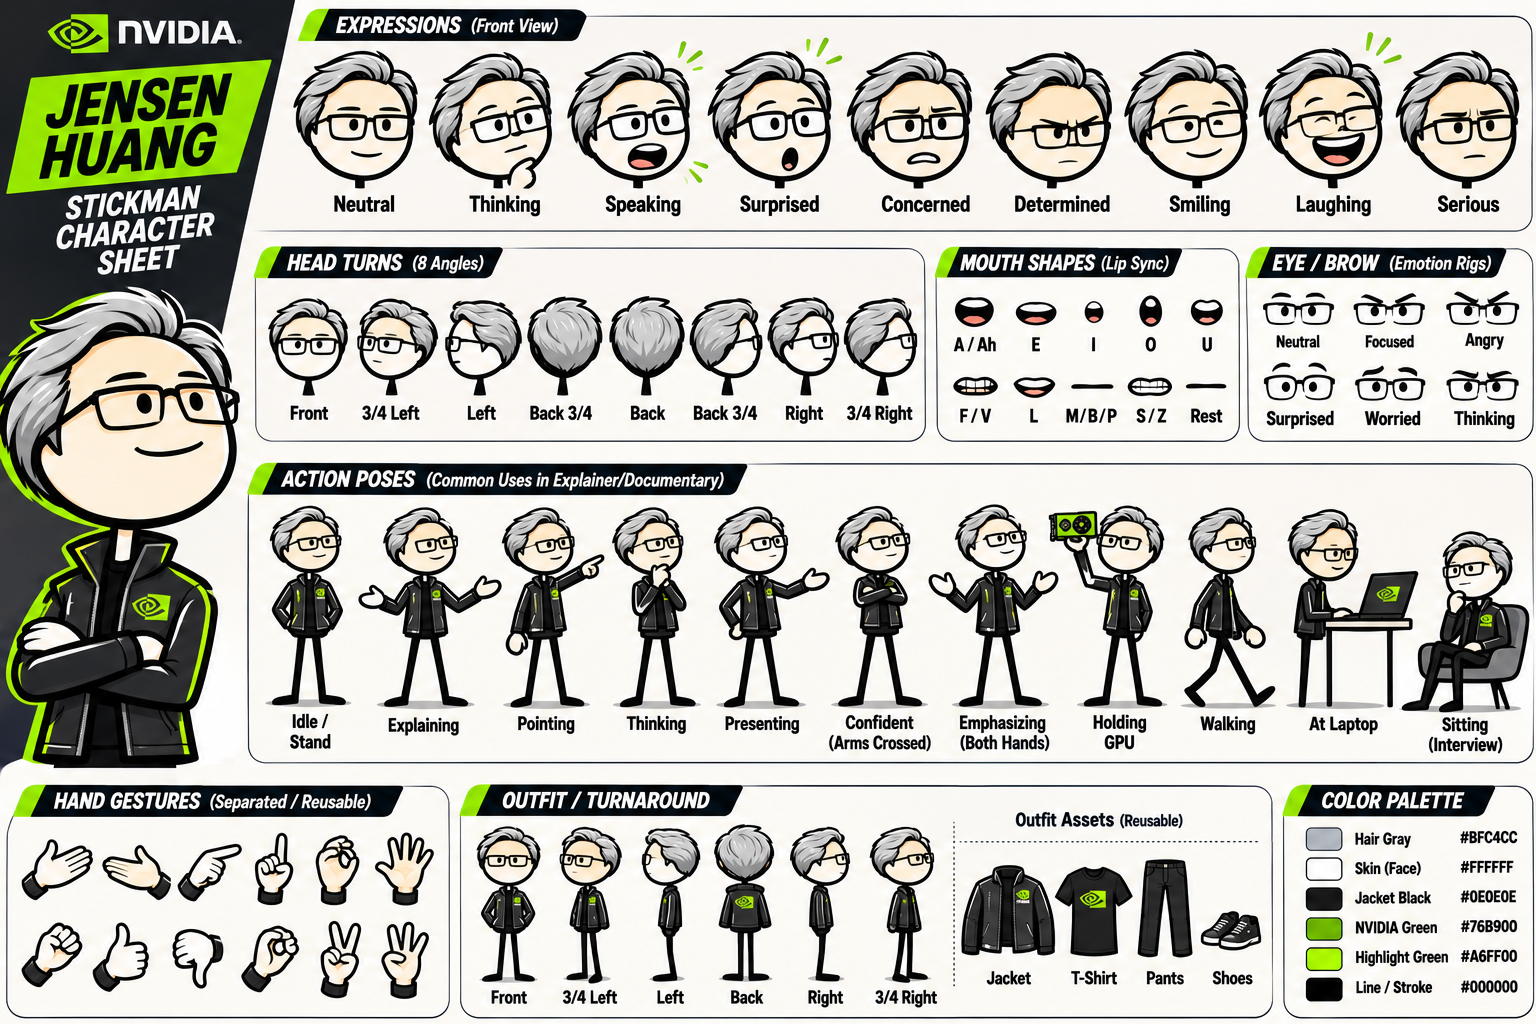 NVIDIA.
JENSEN
HUANG
STICKMAN
CHARACTER
SHEET
EXPRESSIONS (Front View)
Neutral Thinking Speaking Surprised Concerned Determined Smiling Laughing Serious
HEAD TURNS (8 Angles)
Front 3/4 Left Left Back 3/4 Back Back 3/4 Right 3/4 Right
MOUTH SHAPES (Lip Sync)
A / Ah E I O U
F / V L M/B/P S / Z Rest
EYE / BROW (Emotion Rigs)
Neutral Focused Angry
Surprised Worried Thinking
ACTION POSES (Common Uses in Explainer/Documentary)
Idle /
Stand
Explaining
Pointing
Thinking
Presenting
Confident
(Arms Crossed)
Emphasizing
(Both Hands)
Holding
GPU
Walking
At Laptop
Sitting
(Interview)
HAND GESTURES (Separated / Reusable)
OUTFIT / TURNAROUND
Front 3/4 Left Left Back Right 3/4 Right
Outfit Assets (Reusable)
Jacket T-Shirt Pants Shoes
COLOR PALETTE
Hair Gray #BFC4CC
Skin (Face) #FFFFFF
Jacket Black #0E0E0E
NVIDIA Green #76B900
Highlight Green #A6FF00
Line / Stroke #000000